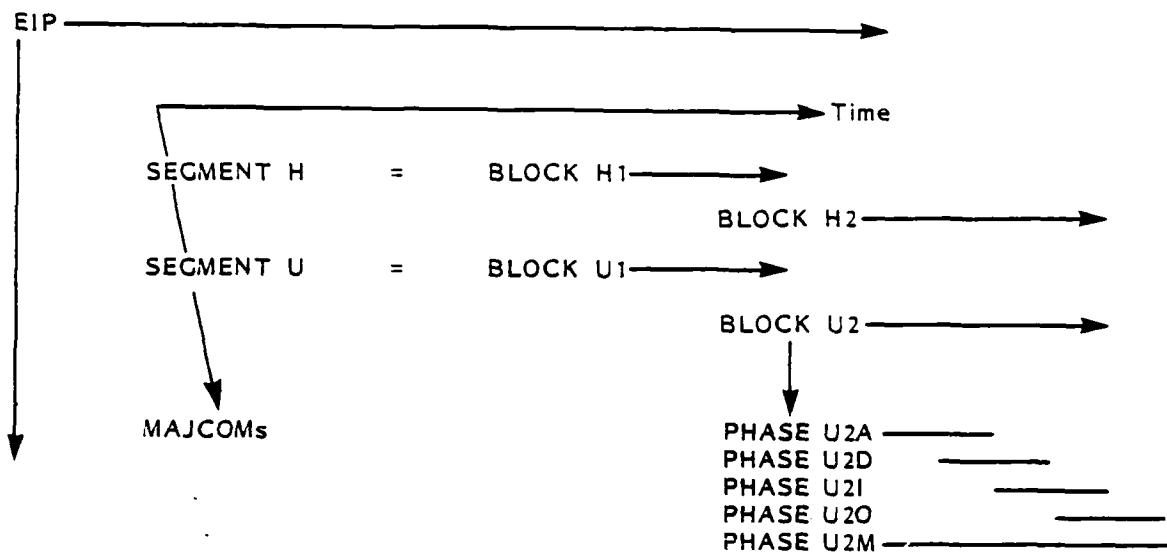 EIP
Time
SEGMENT H = BLOCK H1
BLOCK H2
SEGMENT U = BLOCK U1
BLOCK U2
MAJCOMs
PHASE U2A
PHASE U2D
PHASE U2I
PHASE U2O
PHASE U2M